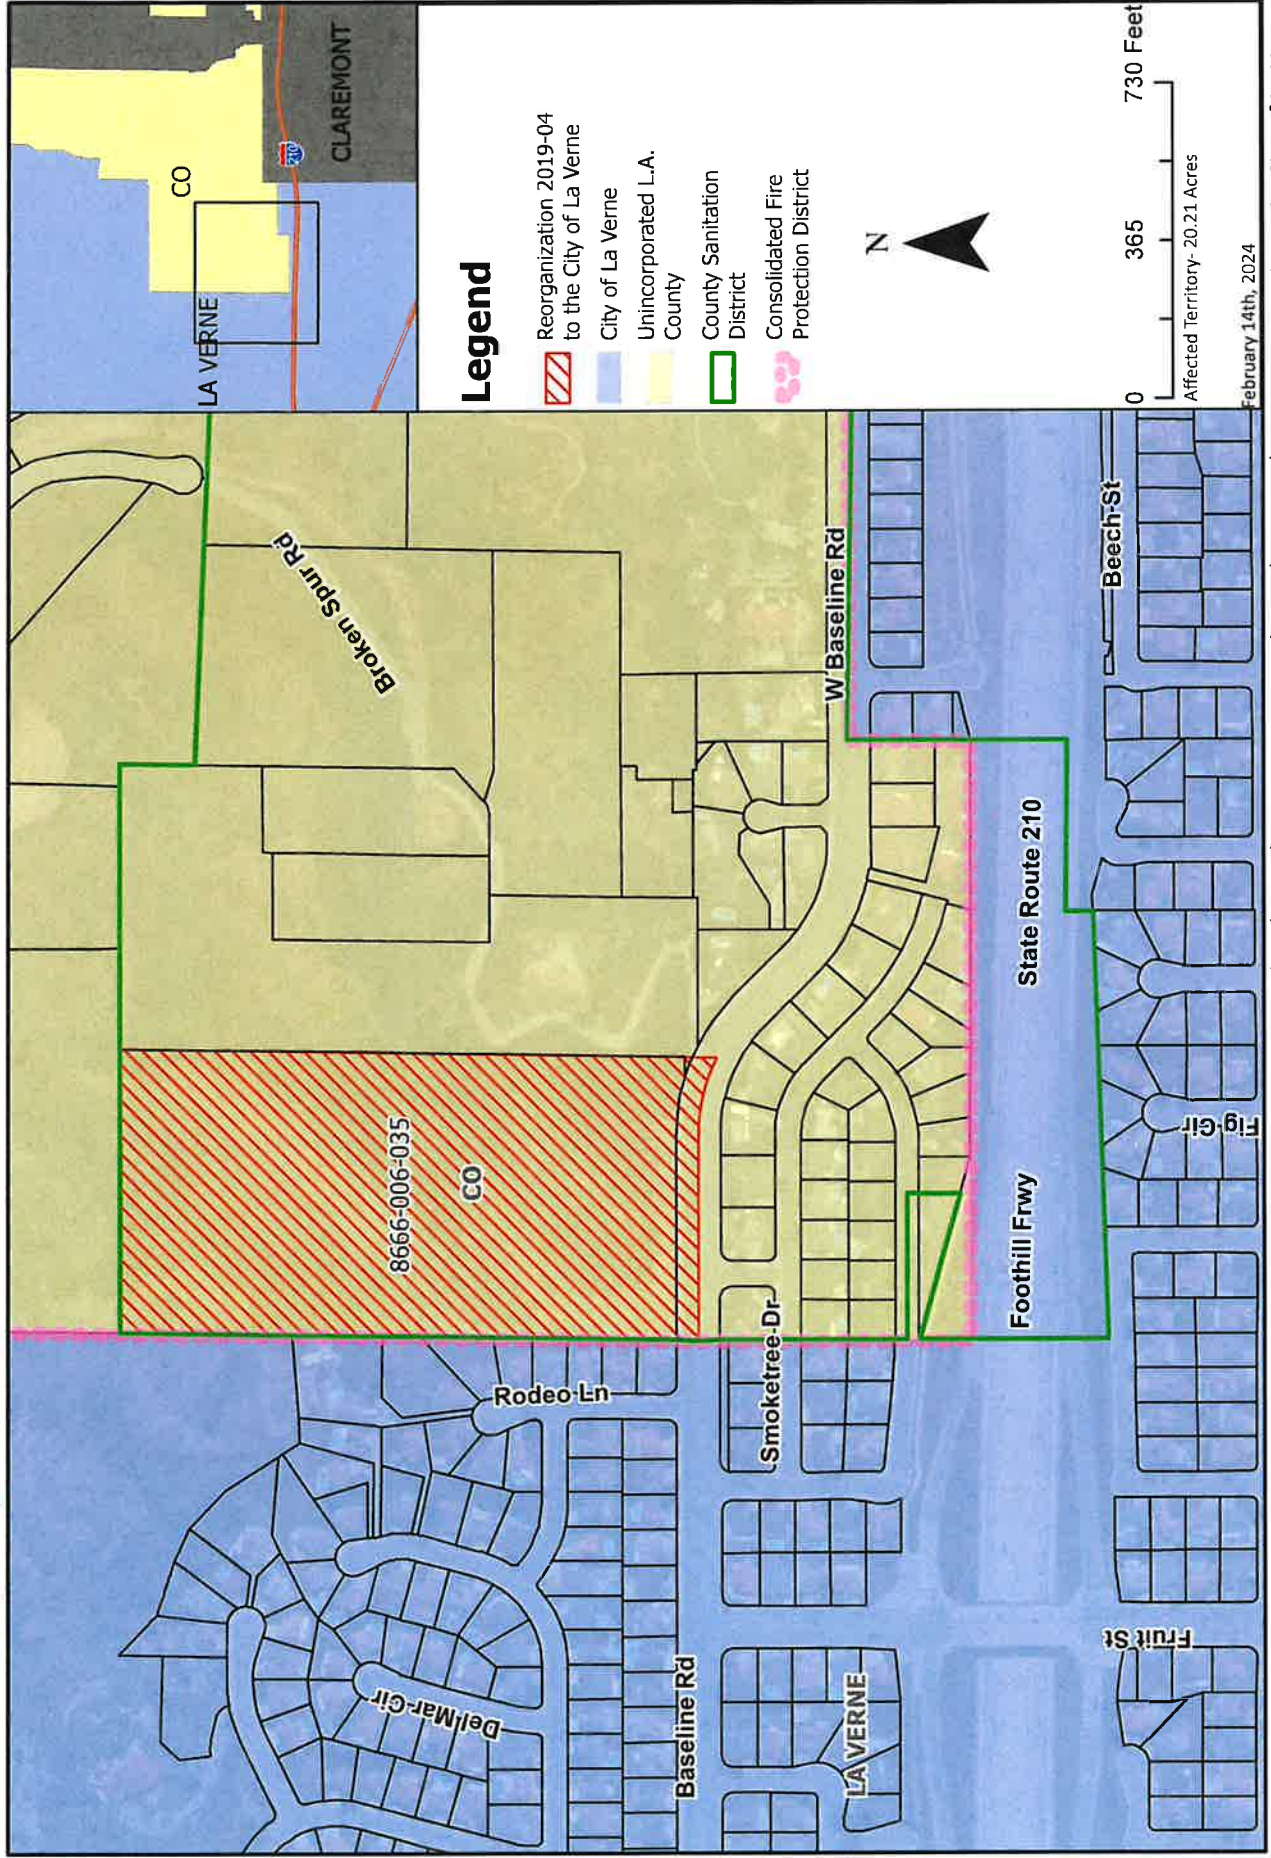 LA VERNE
CO
210
CLAREMONT
Legend
Reorganization 2019-04
to the City of La Verne
City of La Verne
Unincorporated L.A.
County
County Sanitation
District
Consolidated Fire
Protection District
N
0 365 730 Feet
Affected Territory- 20.21 Acres
February 14th, 2024
Broken Spur Rd
8666-006-035
CO
W Baseline Rd
Rodeo Ln
Del Mar Cir
Baseline Rd
Smoketree Dr
LA VERNE
Foothill Frwy
State Route 210
Beech St
Fig Cir
Fruit St